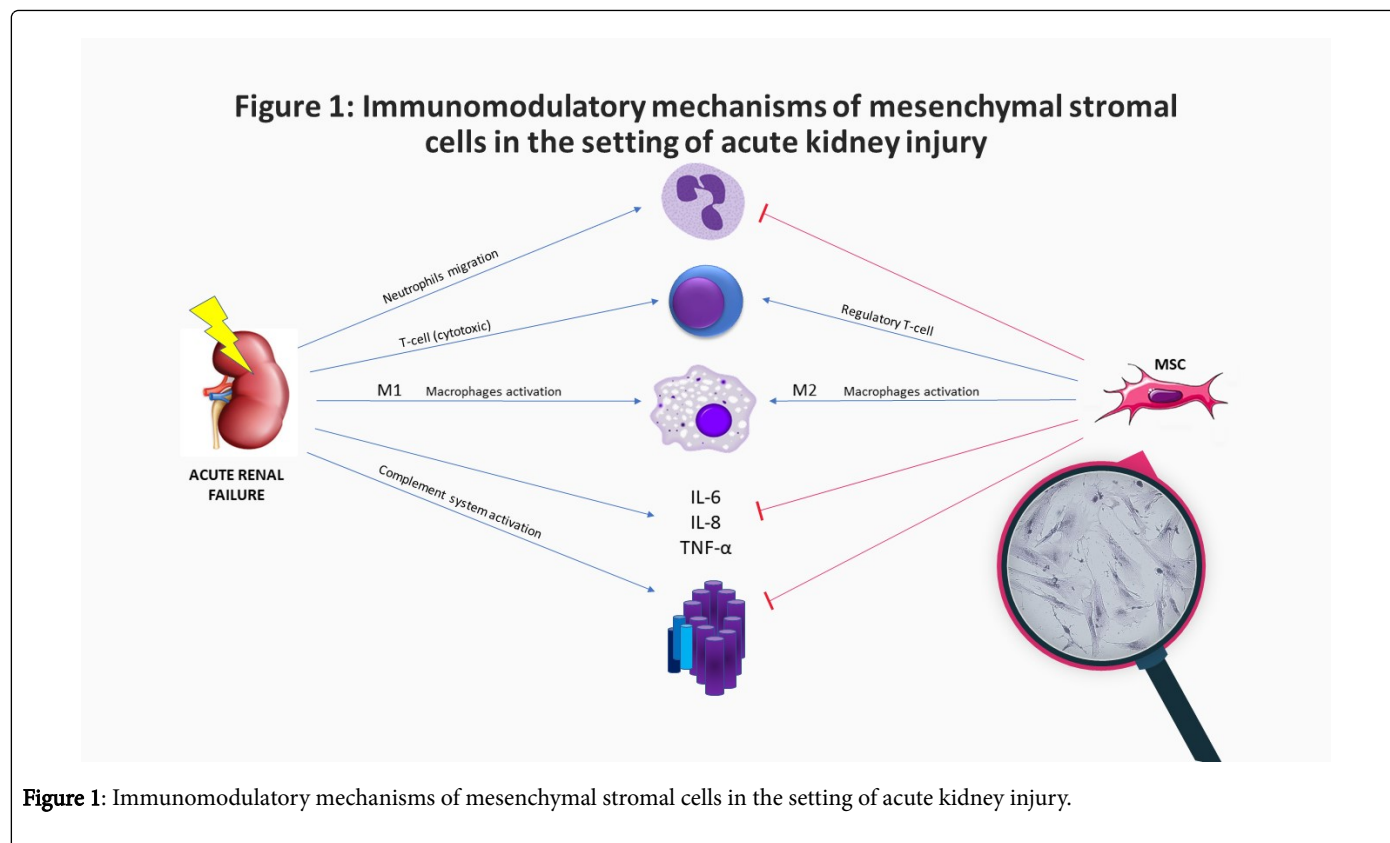 Figure 1: Immunomodulatory mechanisms of mesenchymal stromal
cells in the setting of acute kidney injury
Neutrophils migration
T-cell (cytotoxic)
Regulatory T-cell
M1 Macrophages activation
M2 Macrophages activation
MSC
ACUTE RENAL
FAILURE
Complement system activation
IL-6
IL-8
TNF-α
Figure 1: Immunomodulatory mechanisms of mesenchymal stromal cells in the setting of acute kidney injury.